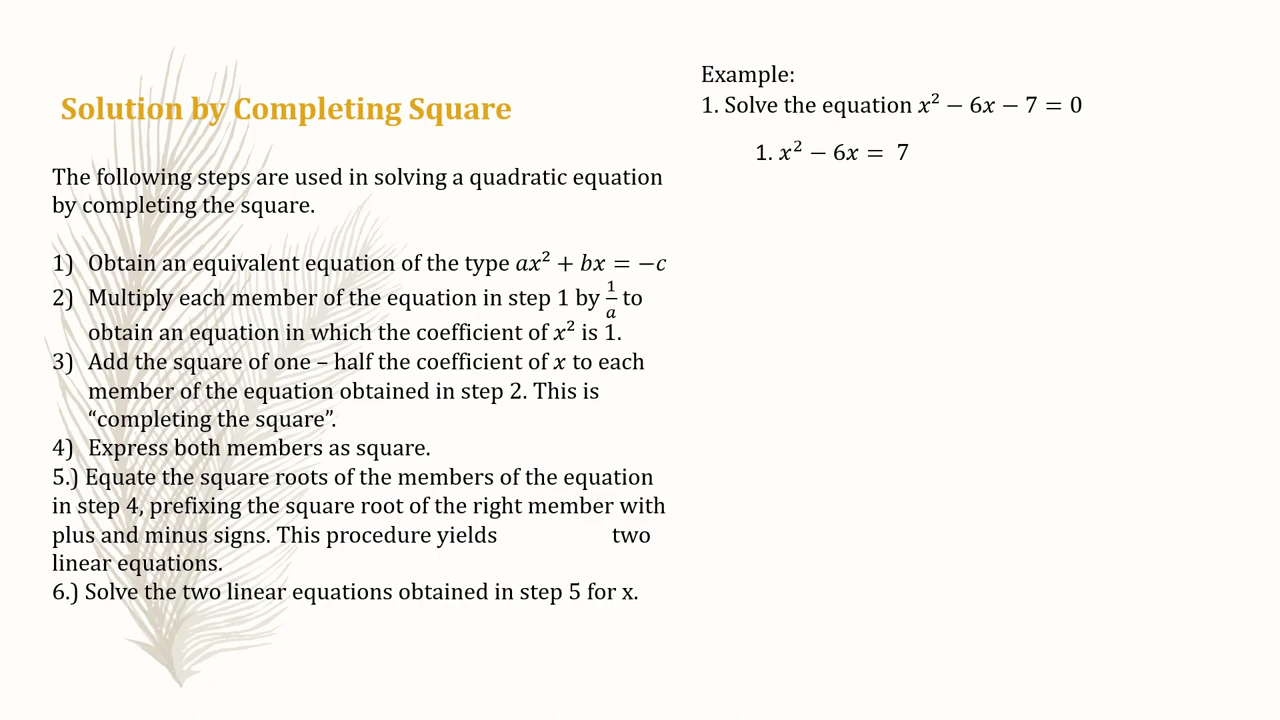 Solution by Completing Square
The following steps are used in solving a quadratic equation
by completing the square.
1) Obtain an equivalent equation of the type 𝑎𝑥² + 𝑏𝑥 = −𝑐
2) Multiply each member of the equation in step 1 by 1/𝑎 to
obtain an equation in which the coefficient of 𝑥² is 1.
3) Add the square of one – half the coefficient of 𝑥 to each
member of the equation obtained in step 2. This is
“completing the square”.
4) Express both members as square.
5.) Equate the square roots of the members of the equation
in step 4, prefixing the square root of the right member with
plus and minus signs. This procedure yields two
linear equations.
6.) Solve the two linear equations obtained in step 5 for x.
Example:
1. Solve the equation 𝑥² − 6𝑥 − 7 = 0
1. 𝑥² − 6𝑥 = 7